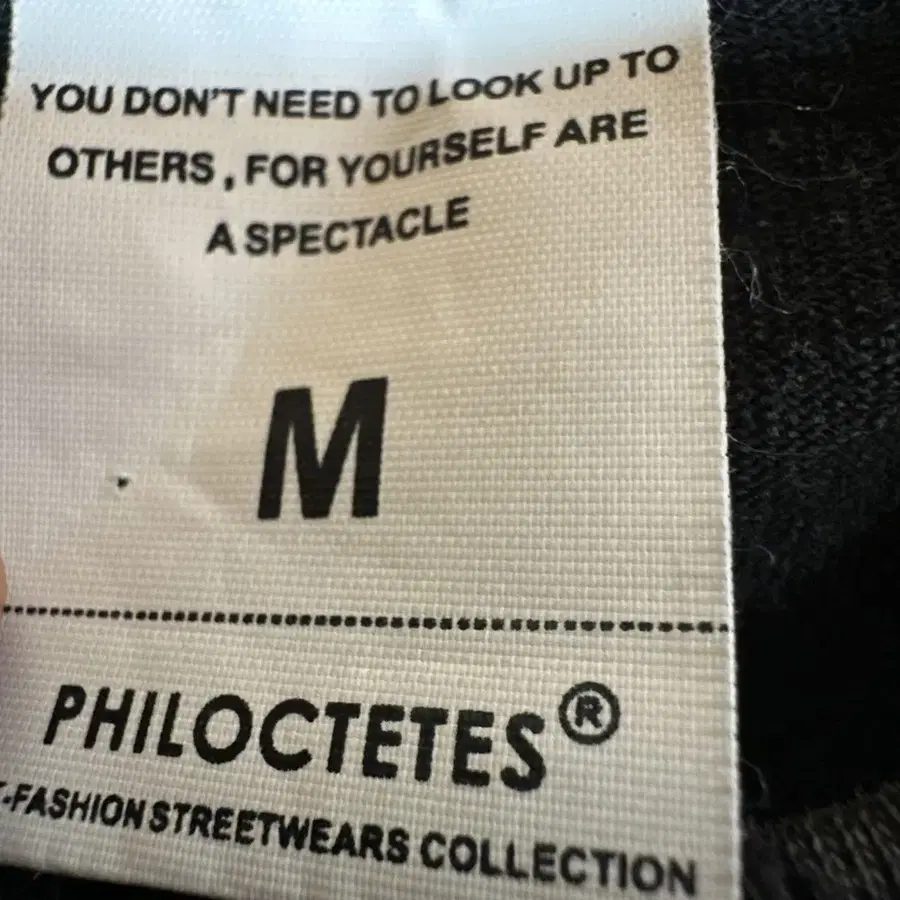 YOU DON'T NEED TO LOOK UP TO
OTHERS , FOR YOURSELF ARE
A SPECTACLE
M
PHILOCTETES®
-FASHION STREETWEARS COLLECTION